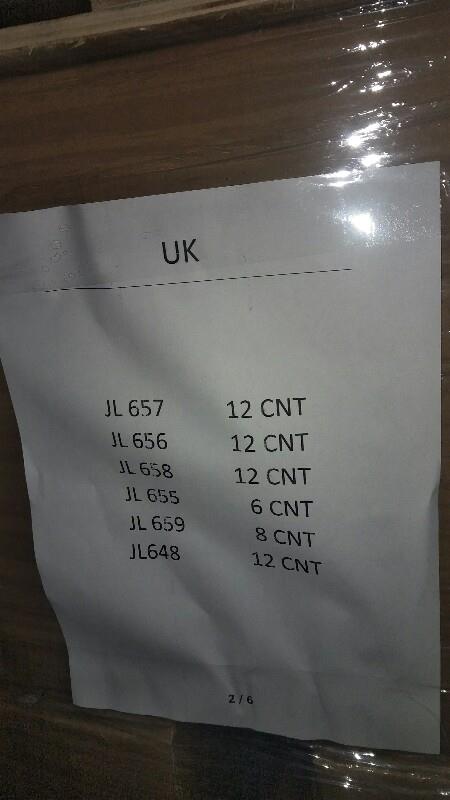 UK
JL 657 12 CNT
JL 656 12 CNT
JL 658 12 CNT
JL 655 6 CNT
JL 659 8 CNT
JL648 12 CNT
2 / 6